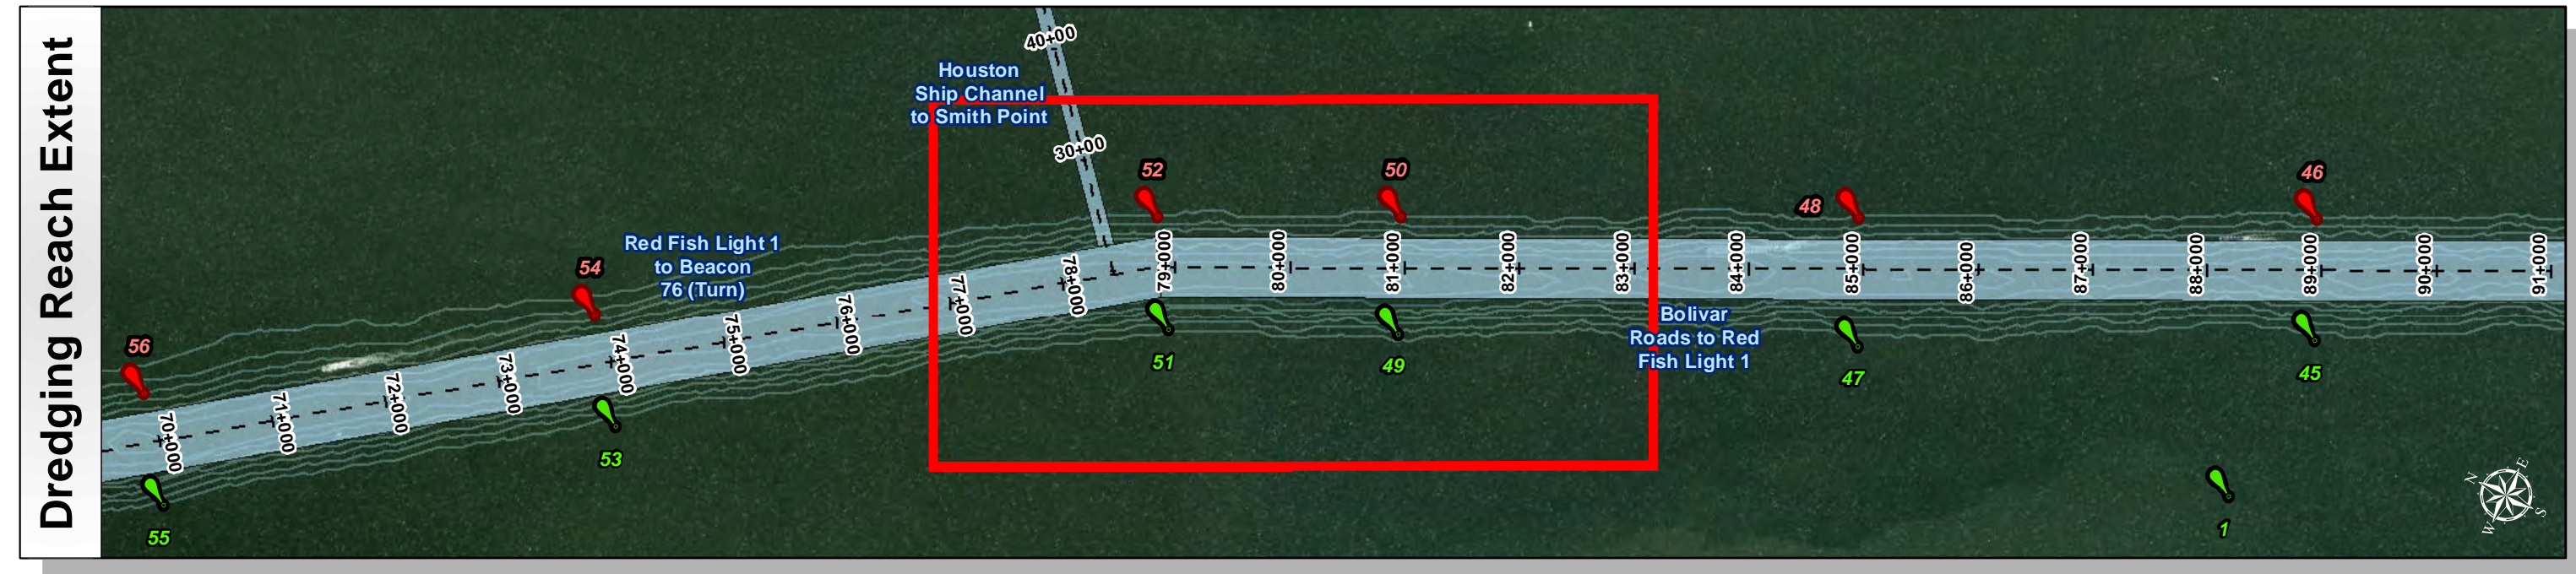 Dredging Reach Extent
40+00
Houston
Ship Channel
to Smith Point
30+00
52
50
48
46
Red Fish Light 1
to Beacon
76 (Turn)
54
56
70+000
71+000
72+000
73+000
74+000
75+000
76+000
77+000
78+000
79+000
80+000
81+000
82+000
83+000
84+000
85+000
86+000
87+000
88+000
89+000
90+000
91+000
Bolivar
Roads to Red
Fish Light 1
51
49
47
45
53
55
1
N
E
W
S